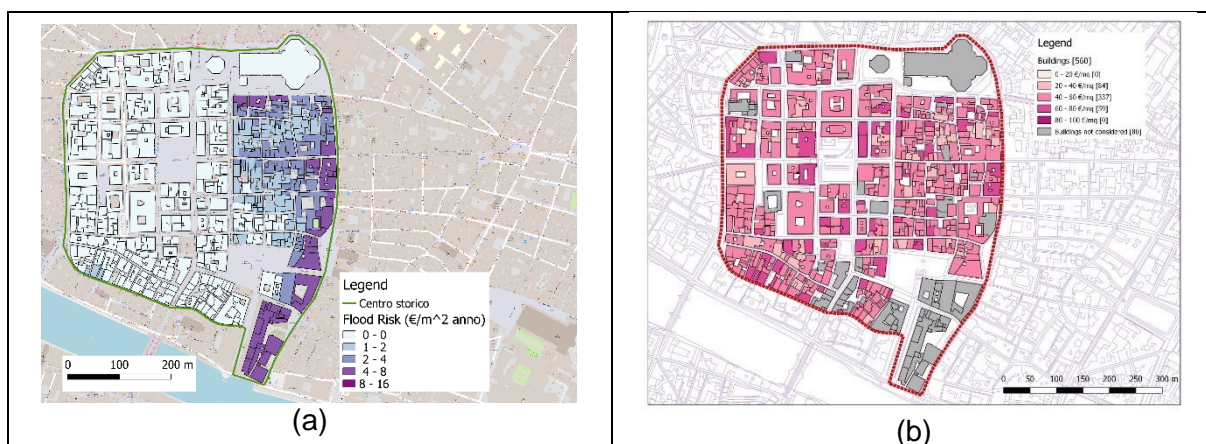 Legend
Centro storico
Flood Risk (€/m^2 anno)
0 - 0
1 - 2
2 - 4
4 - 8
8 - 16
0 100 200 m
(a)
Legend
Buildings [560]
0 - 20 €/mq [0]
20 - 40 €/mq [84]
40 - 60 €/mq [337]
60 - 80 €/mq [59]
80 - 100 €/mq [0]
Buildings not considered [80]
0 50 100 150 200 250 300 m
(b)